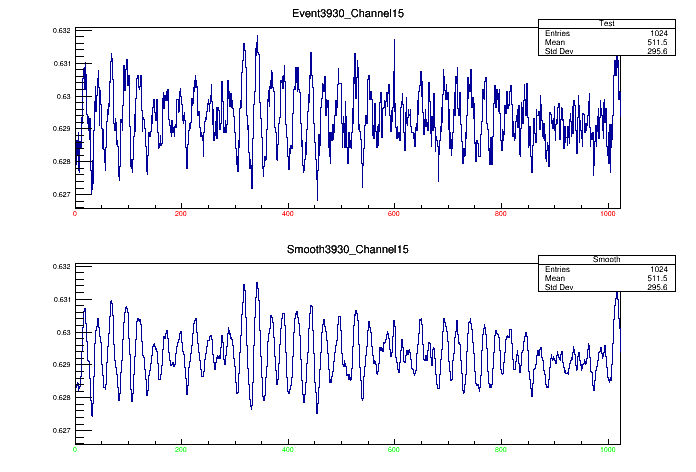 Event3930_Channel15
Test
Entries 1024
Mean 511.5
Std Dev 295.6
0.632
0.631
0.63
0.629
0.628
0.627
0 200 400 600 800 1000
Smooth3930_Channel15
Smooth
Entries 1024
Mean 511.5
Std Dev 295.6
0.632
0.631
0.63
0.629
0.628
0.627
0 200 400 600 800 1000